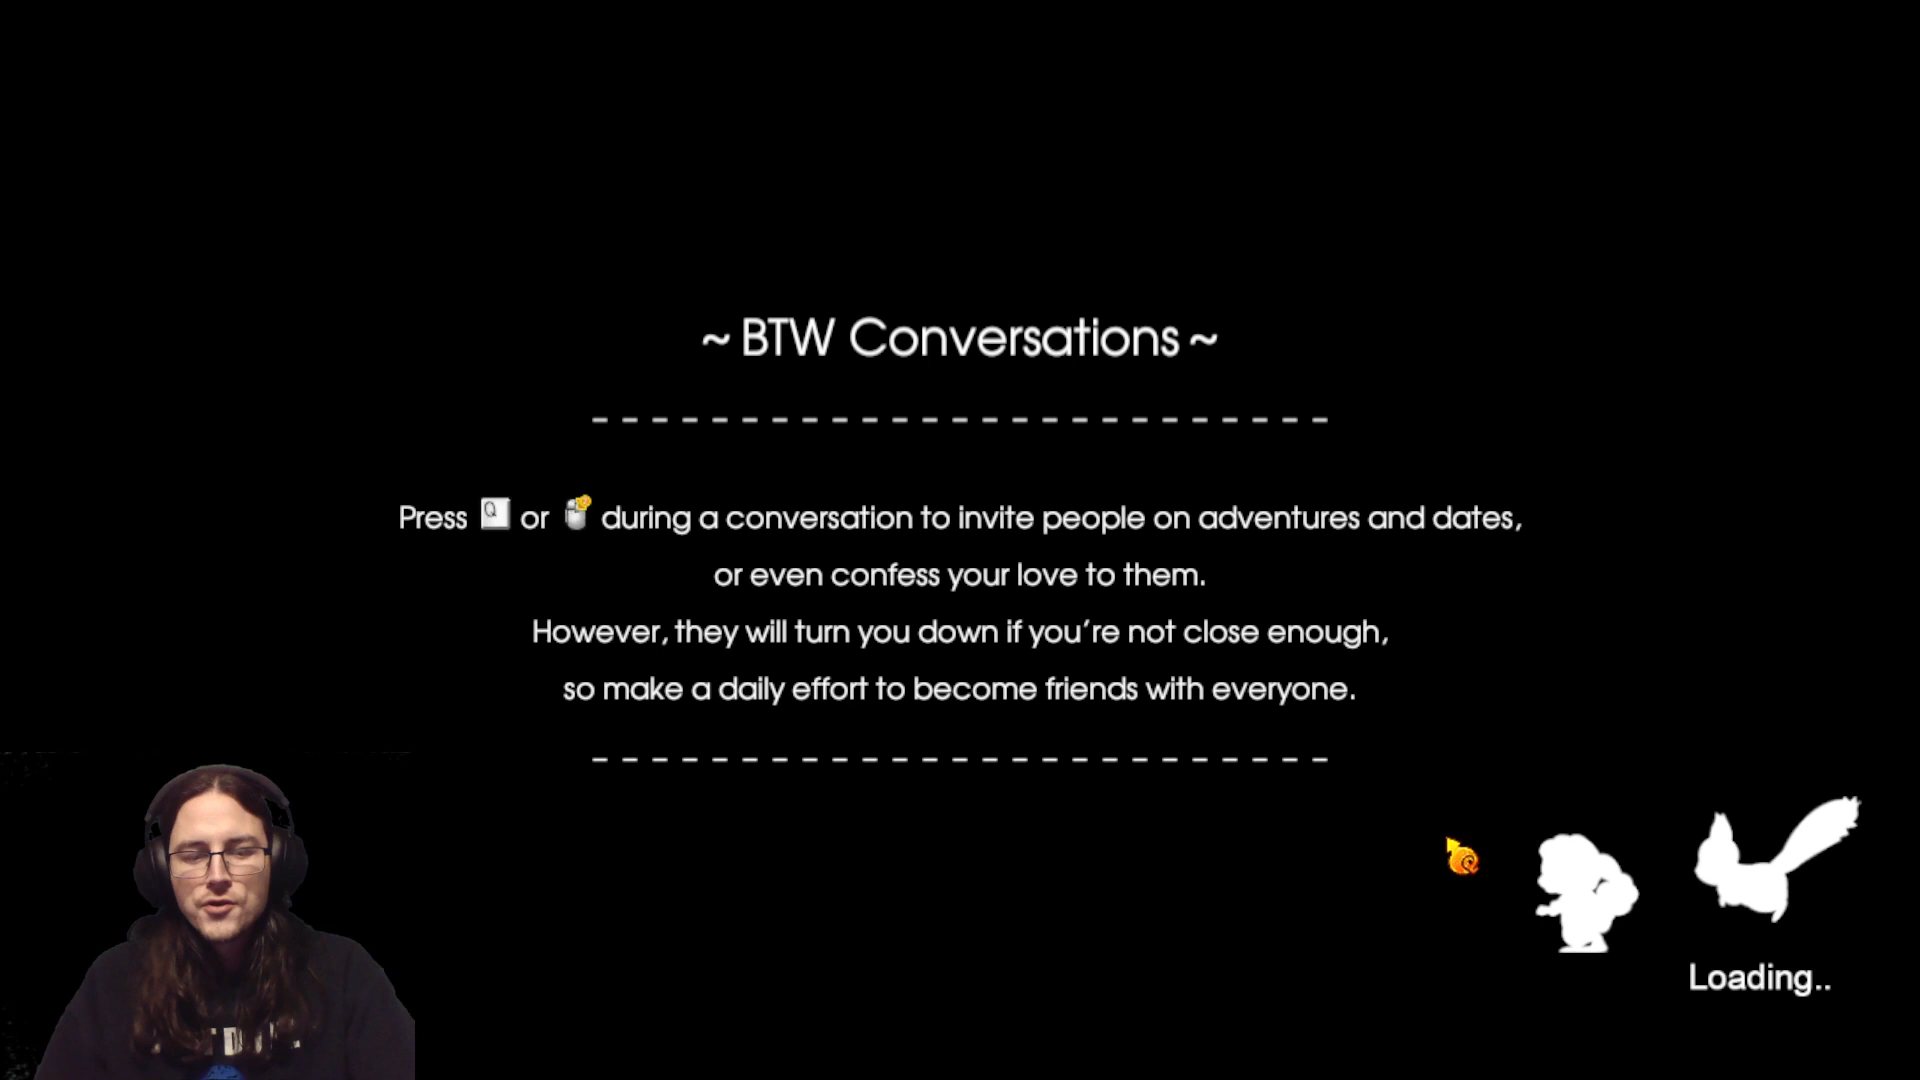 ~ BTW Conversations ~
Press Q or during a conversation to invite people on adventures and dates,
or even confess your love to them.
However, they will turn you down if you're not close enough,
so make a daily effort to become friends with everyone.
Loading..